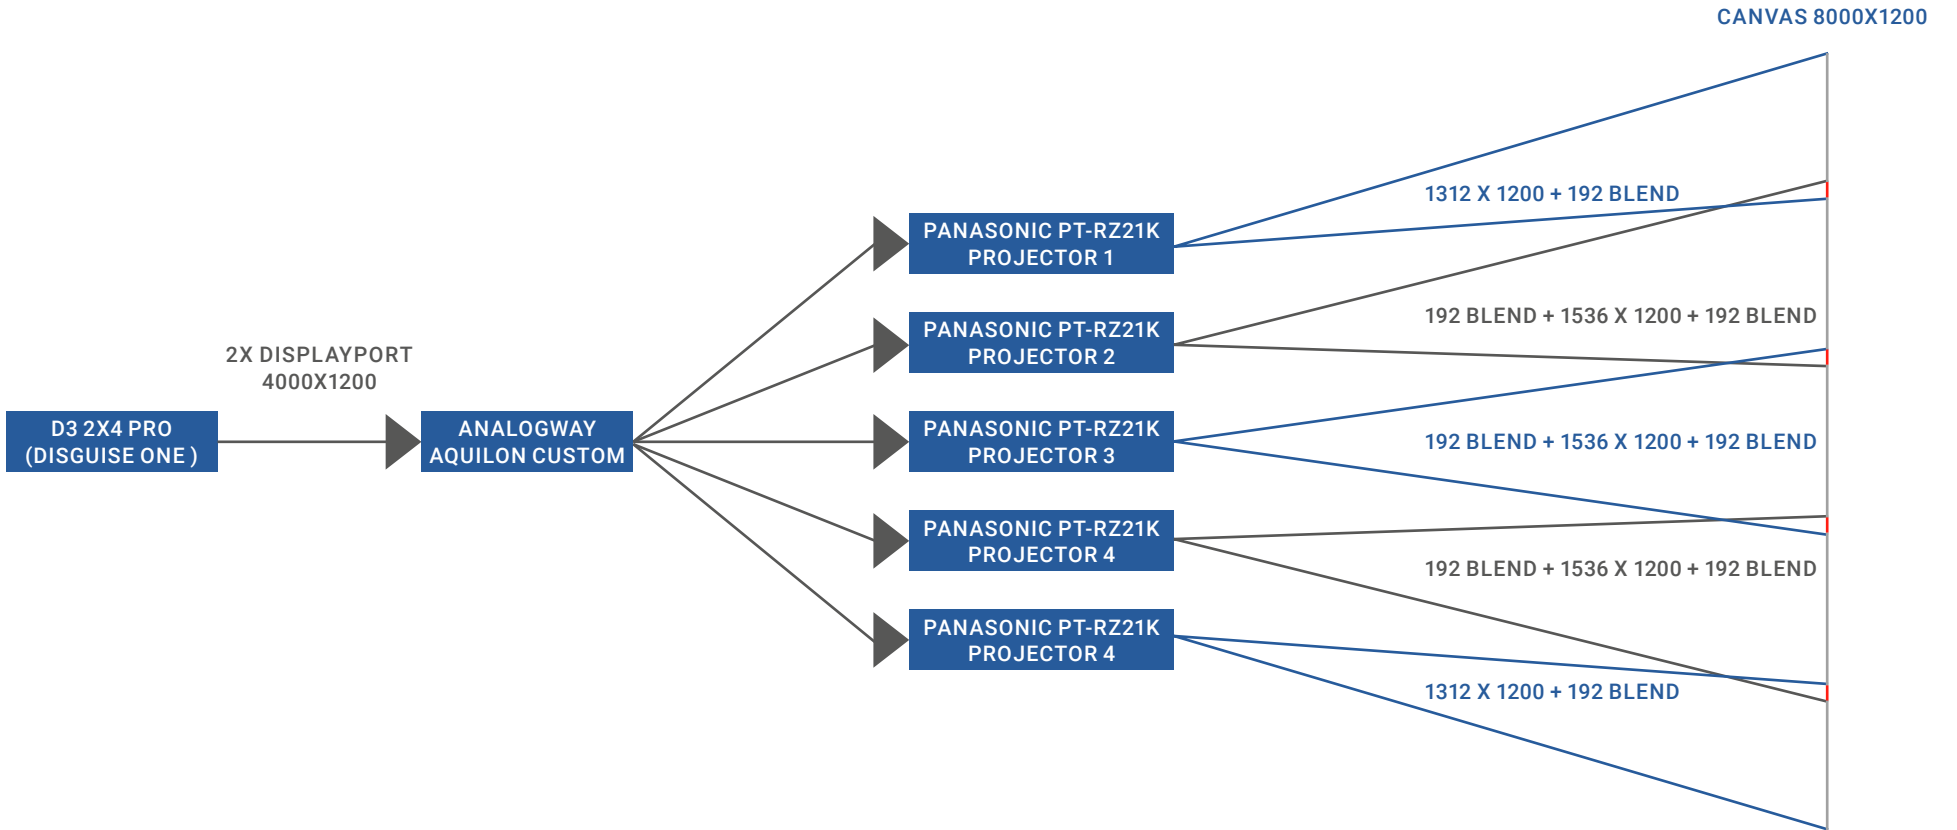 CANVAS 8000X1200
1312 X 1200 + 192 BLEND
PANASONIC PT-RZ21K
PROJECTOR 1
192 BLEND + 1536 X 1200 + 192 BLEND
PANASONIC PT-RZ21K
PROJECTOR 2
2X DISPLAYPORT
4000X1200
D3 2X4 PRO
(DISGUISE ONE )
ANALOGWAY
AQUILON CUSTOM
PANASONIC PT-RZ21K
PROJECTOR 3
192 BLEND + 1536 X 1200 + 192 BLEND
PANASONIC PT-RZ21K
PROJECTOR 4
192 BLEND + 1536 X 1200 + 192 BLEND
PANASONIC PT-RZ21K
PROJECTOR 4
1312 X 1200 + 192 BLEND